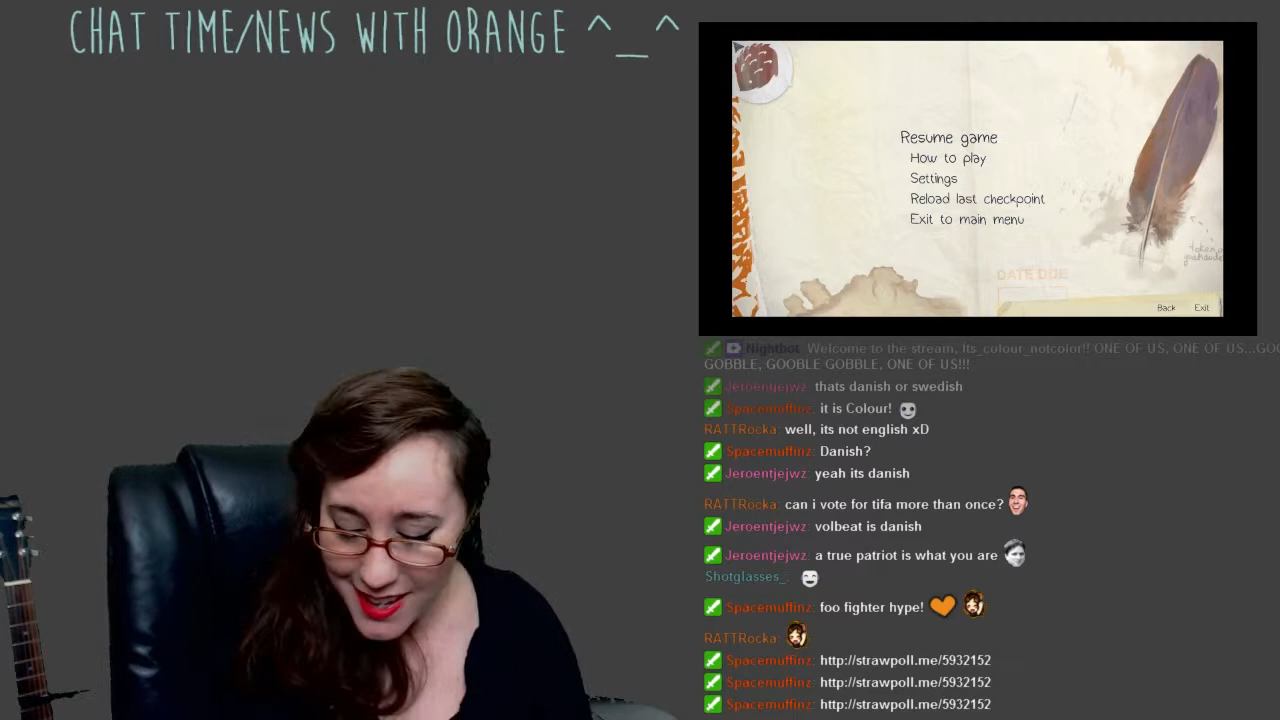 CHAT TIME/NEWS WITH ORANGE ^_^
Resume game
How to play
Settings
Reload last checkpoint
Exit to main menu
DATE DUE
Back Exit
Nightbot Welcome to the stream, Its_colour_notcolor!! ONE OF US, ONE OF US...GOO
GOBBLE, GOOBLE GOBBLE, ONE OF US!!!
Jeroentjejwz: thats danish or swedish
Spacemuffinz: it is Colour!
RATTRocka: well, its not english xD
Spacemuffinz: Danish?
Jeroentjejwz: yeah its danish
RATTRocka: can i vote for tifa more than once?
Jeroentjejwz: volbeat is danish
Jeroentjejwz: a true patriot is what you are
Shotglasses_:
Spacemuffinz: foo fighter hype!
RATTRocka:
Spacemuffinz: http://strawpoll.me/5932152
Spacemuffinz: http://strawpoll.me/5932152
Spacemuffinz: http://strawpoll.me/5932152